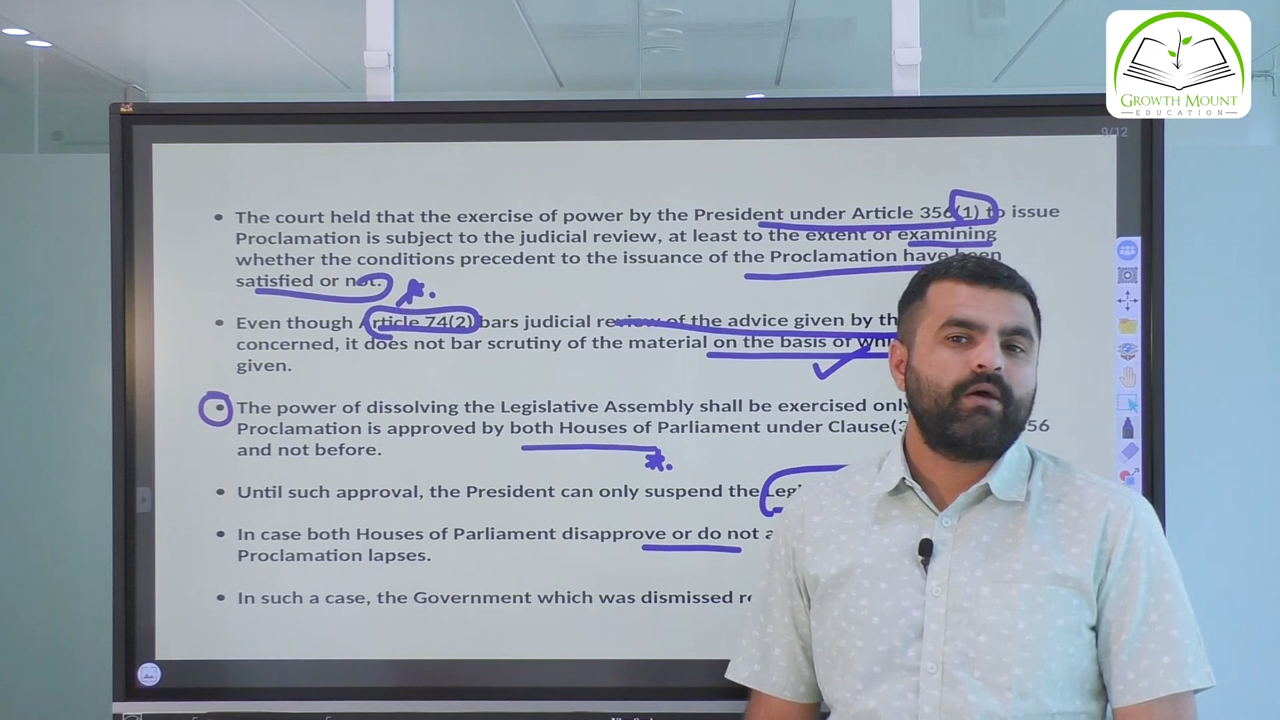 GROWTH MOUNT
EDUCATION
9/12
• The court held that the exercise of power by the President under Article 356(1) to issue
Proclamation is subject to the judicial review, at least to the extent of examining
whether the conditions precedent to the issuance of the Proclamation have been
satisfied or not.
• Even though Article 74(2) bars judicial review of the advice given by the
concerned, it does not bar scrutiny of the material on the basis of
given.
• The power of dissolving the Legislative Assembly shall be exercised only
Proclamation is approved by both Houses of Parliament under Clause(3 56
and not before.
• Until such approval, the President can only suspend the
• In case both Houses of Parliament disapprove or do not
Proclamation lapses.
• In such a case, the Government which was dismissed